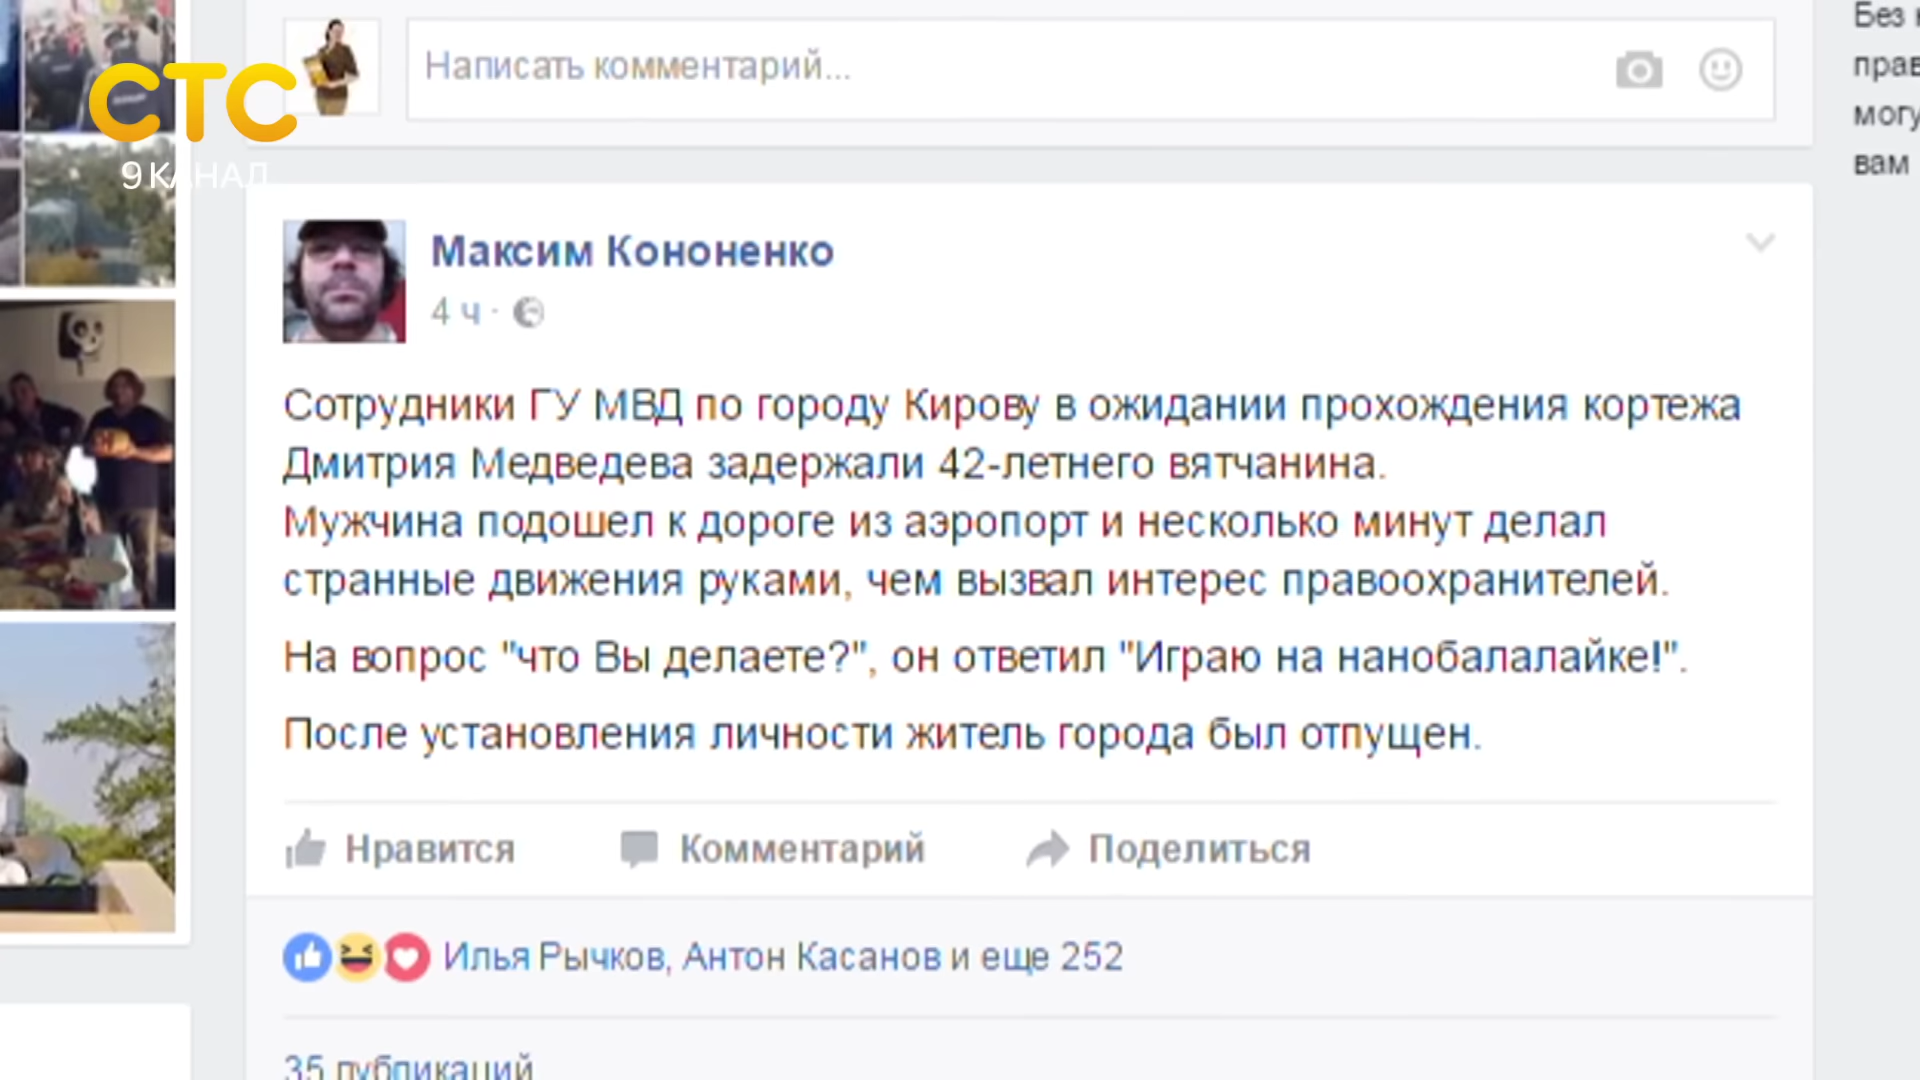 Написать комментарий...
СТС
9 КАНАЛ
Без
вам
Максим Кононенко
4 ч ·
Сотрудники ГУ МВД по городу Кирову в ожидании прохождения кортежа
Дмитрия Медведева задержали 42-летнего вятчанина.
Мужчина подошел к дороге из аэропорт и несколько минут делал
странные движения руками, чем вызвал интерес правоохранителей.
На вопрос "что Вы делаете?", он ответил "Играю на нанобалалайке!".
После установления личности житель города был отпущен.
Нравится Комментарий Поделиться
Илья Рычков, Антон Касанов и еще 252
35 публикаций